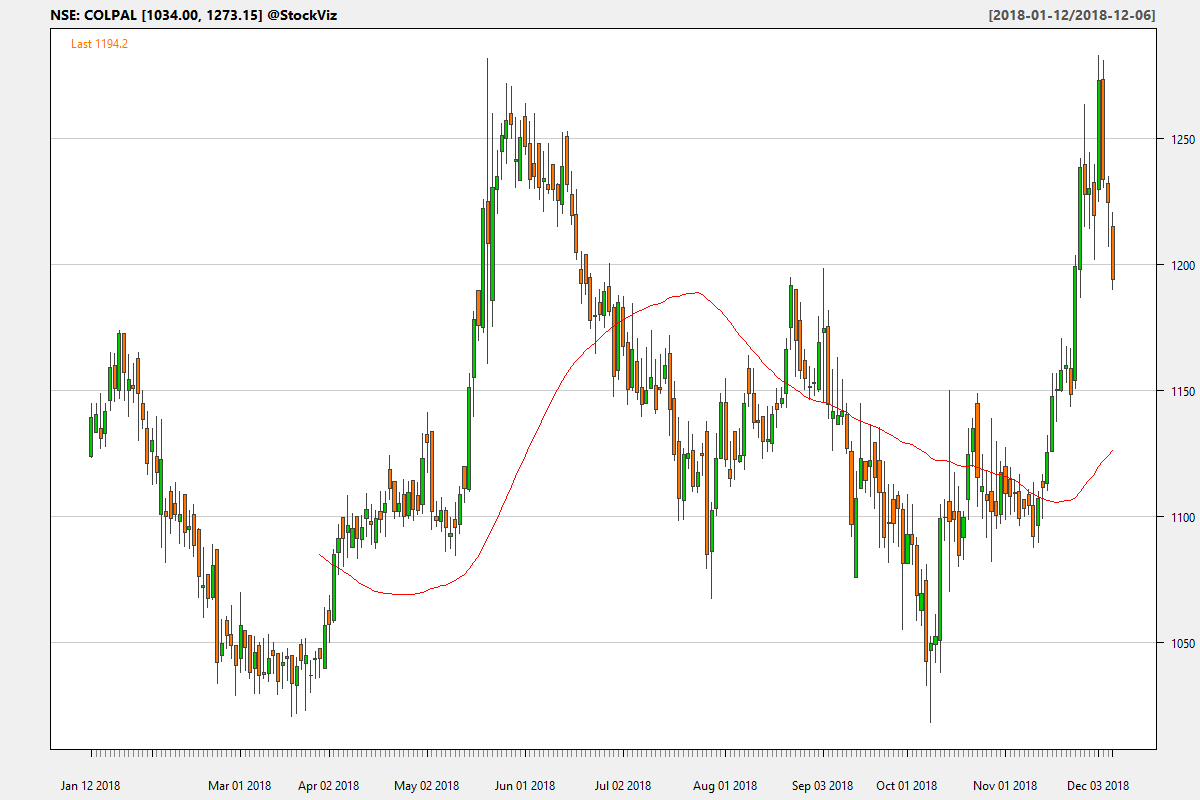 NSE: COLPAL [1034.00, 1273.15] @StockViz
[2018-01-12/2018-12-06]
Last 1194.2
1250
1200
1150
1100
1050
Jan 12 2018 Mar 01 2018 Apr 02 2018 May 02 2018 Jun 01 2018 Jul 02 2018 Aug 01 2018 Sep 03 2018 Oct 01 2018 Nov 01 2018 Dec 03 2018